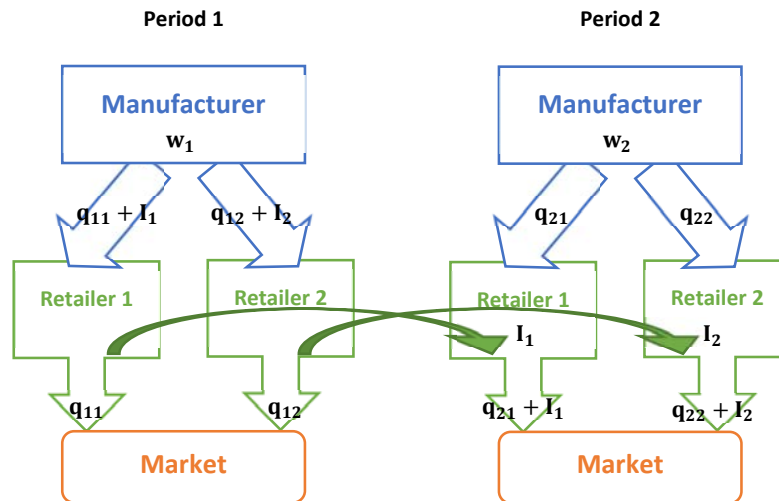 Period 1 Period 2
Manufacturer Manufacturer
w₁ w₂
q₁₁ + I₁ q₁₂ + I₂ q₂₁ q₂₂
Retailer 1 Retailer 2 Retailer 1 Retailer 2
I₁ I₂
q₁₁ q₁₂ q₂₁ + I₁ q₂₂ + I₂
Market Market